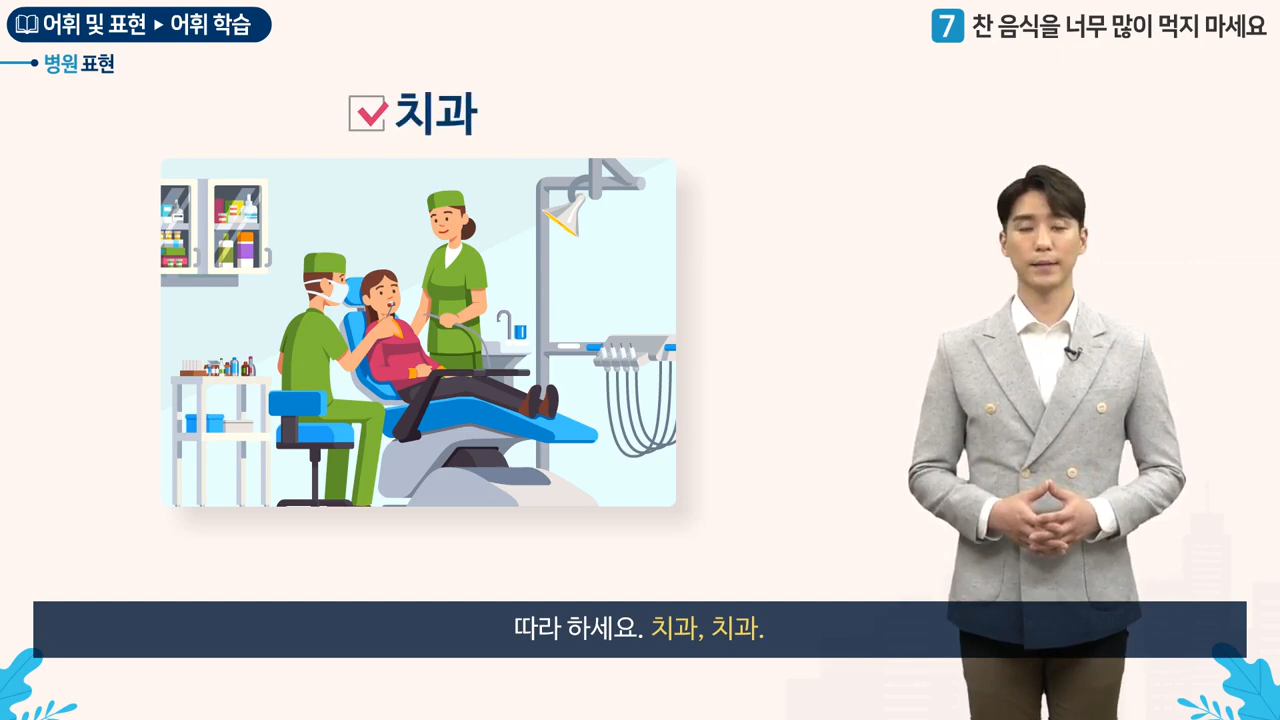 어휘 및 표현 ▸ 어휘 학습
7 찬 음식을 너무 많이 먹지 마세요
병원 표현
치과
따라 하세요. 치과, 치과.